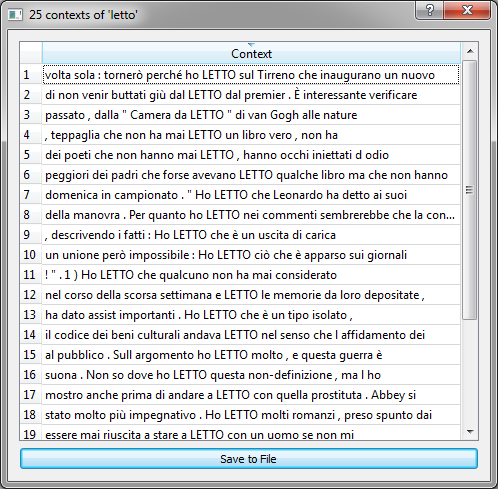 25 contexts of 'letto'
Context
1 volta sola : tornerò perché ho LETTO sul Tirreno che inaugurano un nuovo
2 di non venir buttati giù dal LETTO dal premier . È interessante verificare
3 passato , dalla " Camera da LETTO " di van Gogh alle nature
4 , teppaglia che non ha mai LETTO un libro vero , non ha
5 dei poeti che non hanno mai LETTO , hanno occhi iniettati d odio
6 peggiori dei padri che forse avevano LETTO qualche libro ma che non hanno
7 domenica in campionato . " Ho LETTO che Leonardo ha detto ai suoi
8 della manovra . Per quanto ho LETTO nei commenti sembrerebbe che la con...
9 , descrivendo i fatti : Ho LETTO che è un uscita di carica
10 un unione però impossibile : Ho LETTO ciò che è apparso sui giornali
11 ! " . 1 ) Ho LETTO che qualcuno non ha mai considerato
12 nel corso della scorsa settimana e LETTO le memorie da loro depositate ,
13 ha dato assist importanti . Ho LETTO che è un tipo isolato ,
14 il codice dei beni culturali andava LETTO nel senso che l affidamento dei
15 al pubblico . Sull argomento ho LETTO molto , e questa guerra è
16 suona . Non so dove ho LETTO questa non-definizione , ma l ho
17 mostro anche prima di andare a LETTO con quella prostituta . Abbey si
18 stato molto più impegnativo . Ho LETTO molti romanzi , preso spunto dai
19 essere mai riuscita a stare a LETTO con un uomo se non mi
Save to File